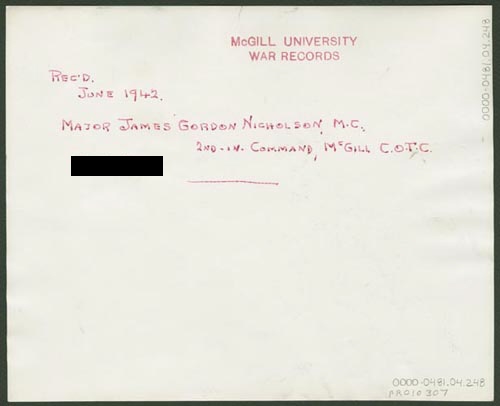 McGILL UNIVERSITY
WAR RECORDS
0000-0481.04.248
REC'D.
JUNE 1942.
MAJOR JAMES GORDON NICHOLSON, M.C.,
2ND-IN-COMMAND, McGILL C.O.T.C.
0000-0481.04.248
PR010307